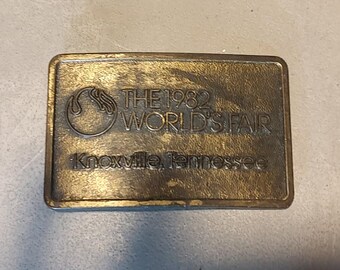 THE 1982
WORLD'S FAIR
Knoxville, Tennessee